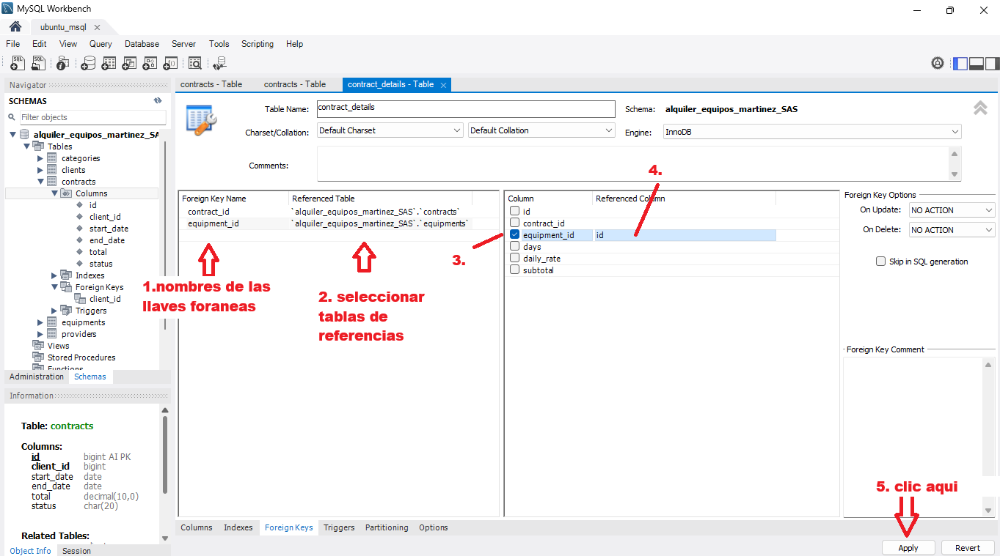 MySQL Workbench
ubuntu_msql
File Edit View Query Database Server Tools Scripting Help
Navigator
SCHEMAS
Filter objects
alquiler_equipos_martinez_SA
Tables
categories
clients
contracts
Columns
id
client_id
start_date
end_date
total
status
Indexes
Foreign Keys
client_id
Triggers
equipments
providers
Views
Stored Procedures
Functions
Administration Schemas
Information
Table: contracts
Columns:
id bigint AI PK
client_id bigint
start_date date
end_date date
total decimal(10,0)
status char(20)
Related Tables:
Object Info Session
contracts - Table contracts - Table contract_details - Table
Table Name: contract_details Schema: alquiler_equipos_martinez_SAS
Charset/Collation: Default Charset Default Collation Engine: InnoDB
Comments:
Foreign Key Name Referenced Table
contract_id `alquiler_equipos_martinez_SAS`.`contracts`
equipment_id `alquiler_equipos_martinez_SAS`.`equipments`
1.nombres de las
llaves foraneas
2. seleccionar
tablas de
referencias
3.
4.
Column Referenced Column
id
contract_id
equipment_id id
days
daily_rate
subtotal
Foreign Key Options
On Update: NO ACTION
On Delete: NO ACTION
Skip in SQL generation
Foreign Key Comment
5. clic aqui
Columns Indexes Foreign Keys Triggers Partitioning Options
Apply Revert